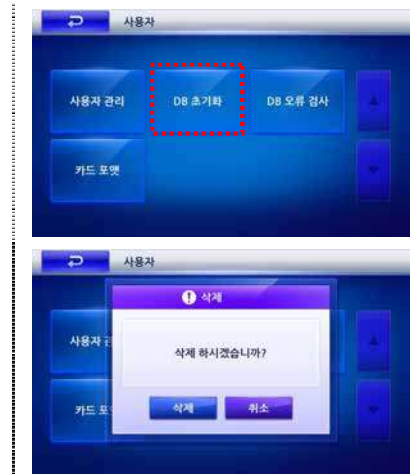 사용자
사용자 관리
DB 초기화
DB 오류 검사
카드 포맷
사용자
삭제
사용자 관
삭제 하시겠습니까?
카드 포
삭제
취소